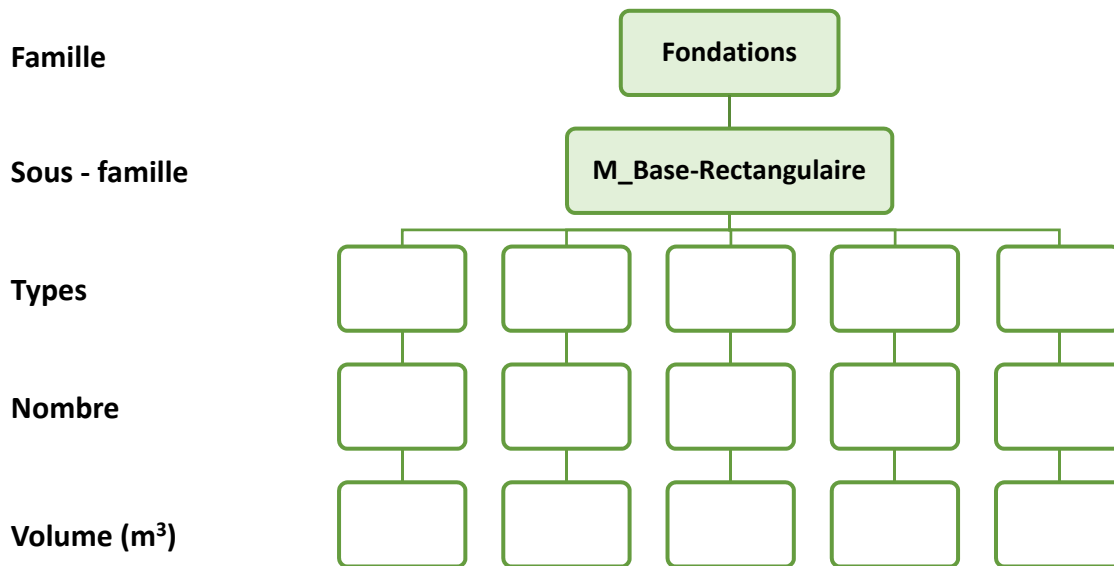 Famille
Fondations
Sous - famille
M_Base-Rectangulaire
Types
Nombre
Volume (m³)